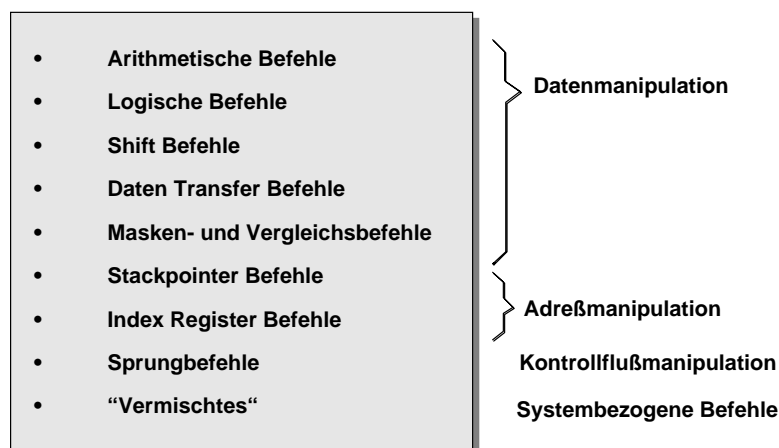 • Arithmetische Befehle
• Logische Befehle
• Shift Befehle
• Daten Transfer Befehle
• Masken- und Vergleichsbefehle
• Stackpointer Befehle
• Index Register Befehle
• Sprungbefehle
• “Vermischtes“
Datenmanipulation
Adreßmanipulation
Kontrollflußmanipulation
Systembezogene Befehle